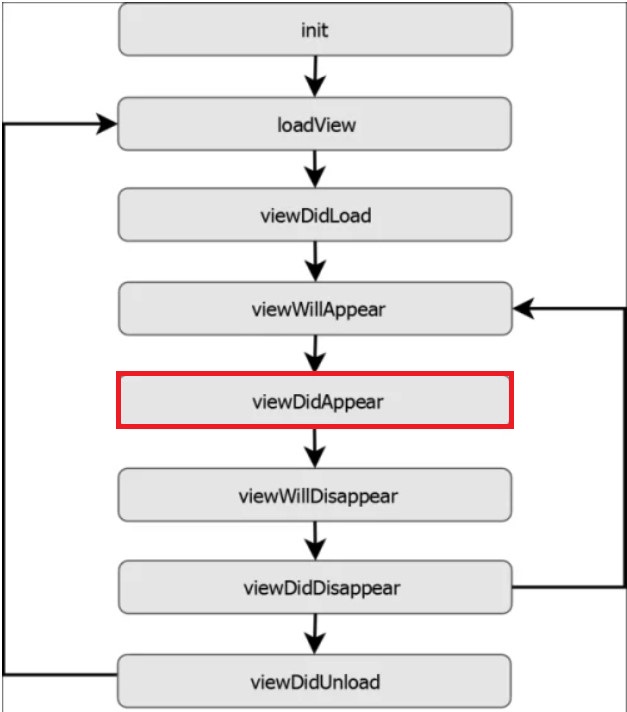 init
loadView
viewDidLoad
viewWillAppear
viewDidAppear
viewWillDisappear
viewDidDisappear
viewDidUnload